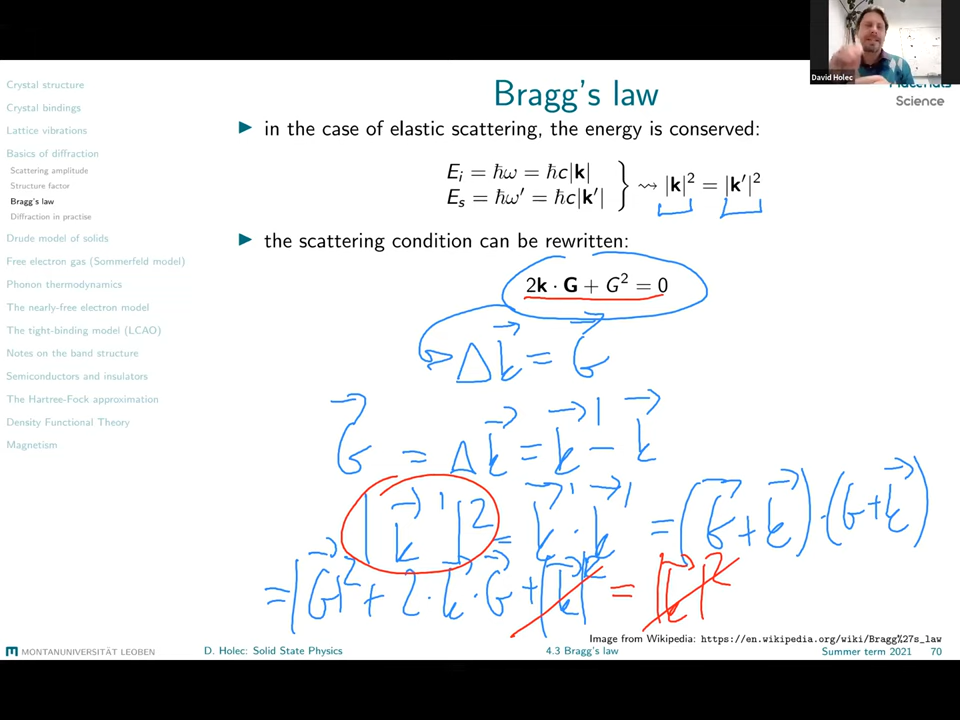 David Holec
Materials
Science
Crystal structure
Crystal bindings
Lattice vibrations
Basics of diffraction
Scattering amplitude
Structure factor
Bragg's law
Diffraction in practise
Drude model of solids
Free electron gas (Sommerfeld model)
Phonon thermodynamics
The nearly-free electron model
The tight-binding model (LCAO)
Notes on the band structure
Semiconductors and insulators
The Hartree-Fock approximation
Density Functional Theory
Magnetism
Bragg's law
▶ in the case of elastic scattering, the energy is conserved:
E_i = ħω = ħc|k|
E_s = ħω′ = ħc|k′|
} ⇝ |k|² = |k′|²
▶ the scattering condition can be rewritten:
2k · G + G² = 0
Δk⃗ = G⃗
G⃗ = Δk⃗ = k⃗' − k⃗
|k⃗'|² = k⃗' · k⃗' = (G⃗ + k⃗) · (G + k⃗)
= |G⃗|² + 2 · k⃗ · G⃗ + |k⃗|² = |k⃗|²
Image from Wikipedia: https://en.wikipedia.org/wiki/Bragg%27s_law
MONTANUNIVERSITÄT LEOBEN
D. Holec: Solid State Physics
4.3 Bragg's law
Summer term 2021 70